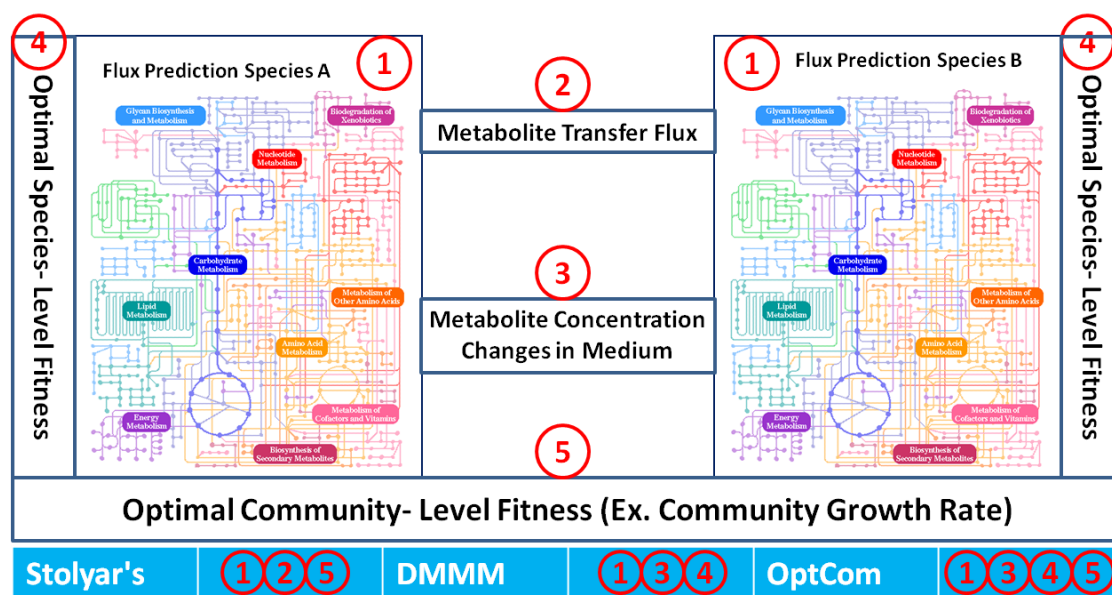 4
1
Flux Prediction Species A
Optimal Species- Level Fitness
Glycan Biosynthesis
and Metabolism
Biodegradation of
Xenobiotics
Nucleotide
Metabolism
Carbohydrate
Metabolism
Metabolism of
Other Amino Acids
Lipid
Metabolism
Amino Acid
Metabolism
Energy
Metabolism
Metabolism of
Cofactors and Vitamins
Biosynthesis of
Secondary Metabolites
2
Metabolite Transfer Flux
3
Metabolite Concentration
Changes in Medium
1
Flux Prediction Species B
4
Optimal Species- Level Fitness
Glycan Biosynthesis
and Metabolism
Biodegradation of
Xenobiotics
Nucleotide
Metabolism
Carbohydrate
Metabolism
Metabolism of
Other Amino Acids
Lipid
Metabolism
Amino Acid
Metabolism
Energy
Metabolism
Metabolism of
Cofactors and Vitamins
Biosynthesis of
Secondary Metabolites
5
Optimal Community- Level Fitness (Ex. Community Growth Rate)
Stolyar's 1 2 5 DMMM 1 3 4 OptCom 1 3 4 5